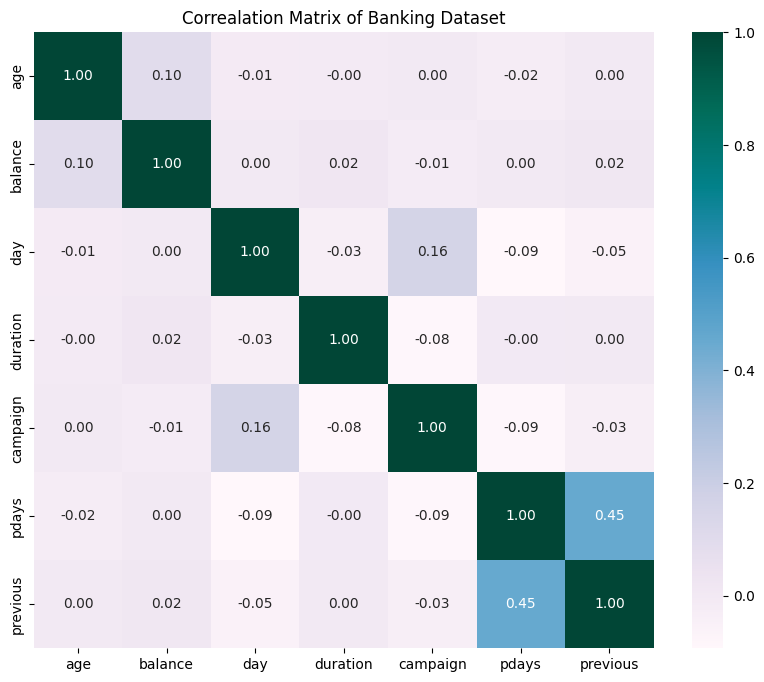 Correalation Matrix of Banking Dataset
age 1.00 0.10 -0.01 -0.00 0.00 -0.02 0.00
balance 0.10 1.00 0.00 0.02 -0.01 0.00 0.02
day -0.01 0.00 1.00 -0.03 0.16 -0.09 -0.05
duration -0.00 0.02 -0.03 1.00 -0.08 -0.00 0.00
campaign 0.00 -0.01 0.16 -0.08 1.00 -0.09 -0.03
pdays -0.02 0.00 -0.09 -0.00 -0.09 1.00 0.45
previous 0.00 0.02 -0.05 0.00 -0.03 0.45 1.00
age balance day duration campaign pdays previous
1.0
0.8
0.6
0.4
0.2
0.0